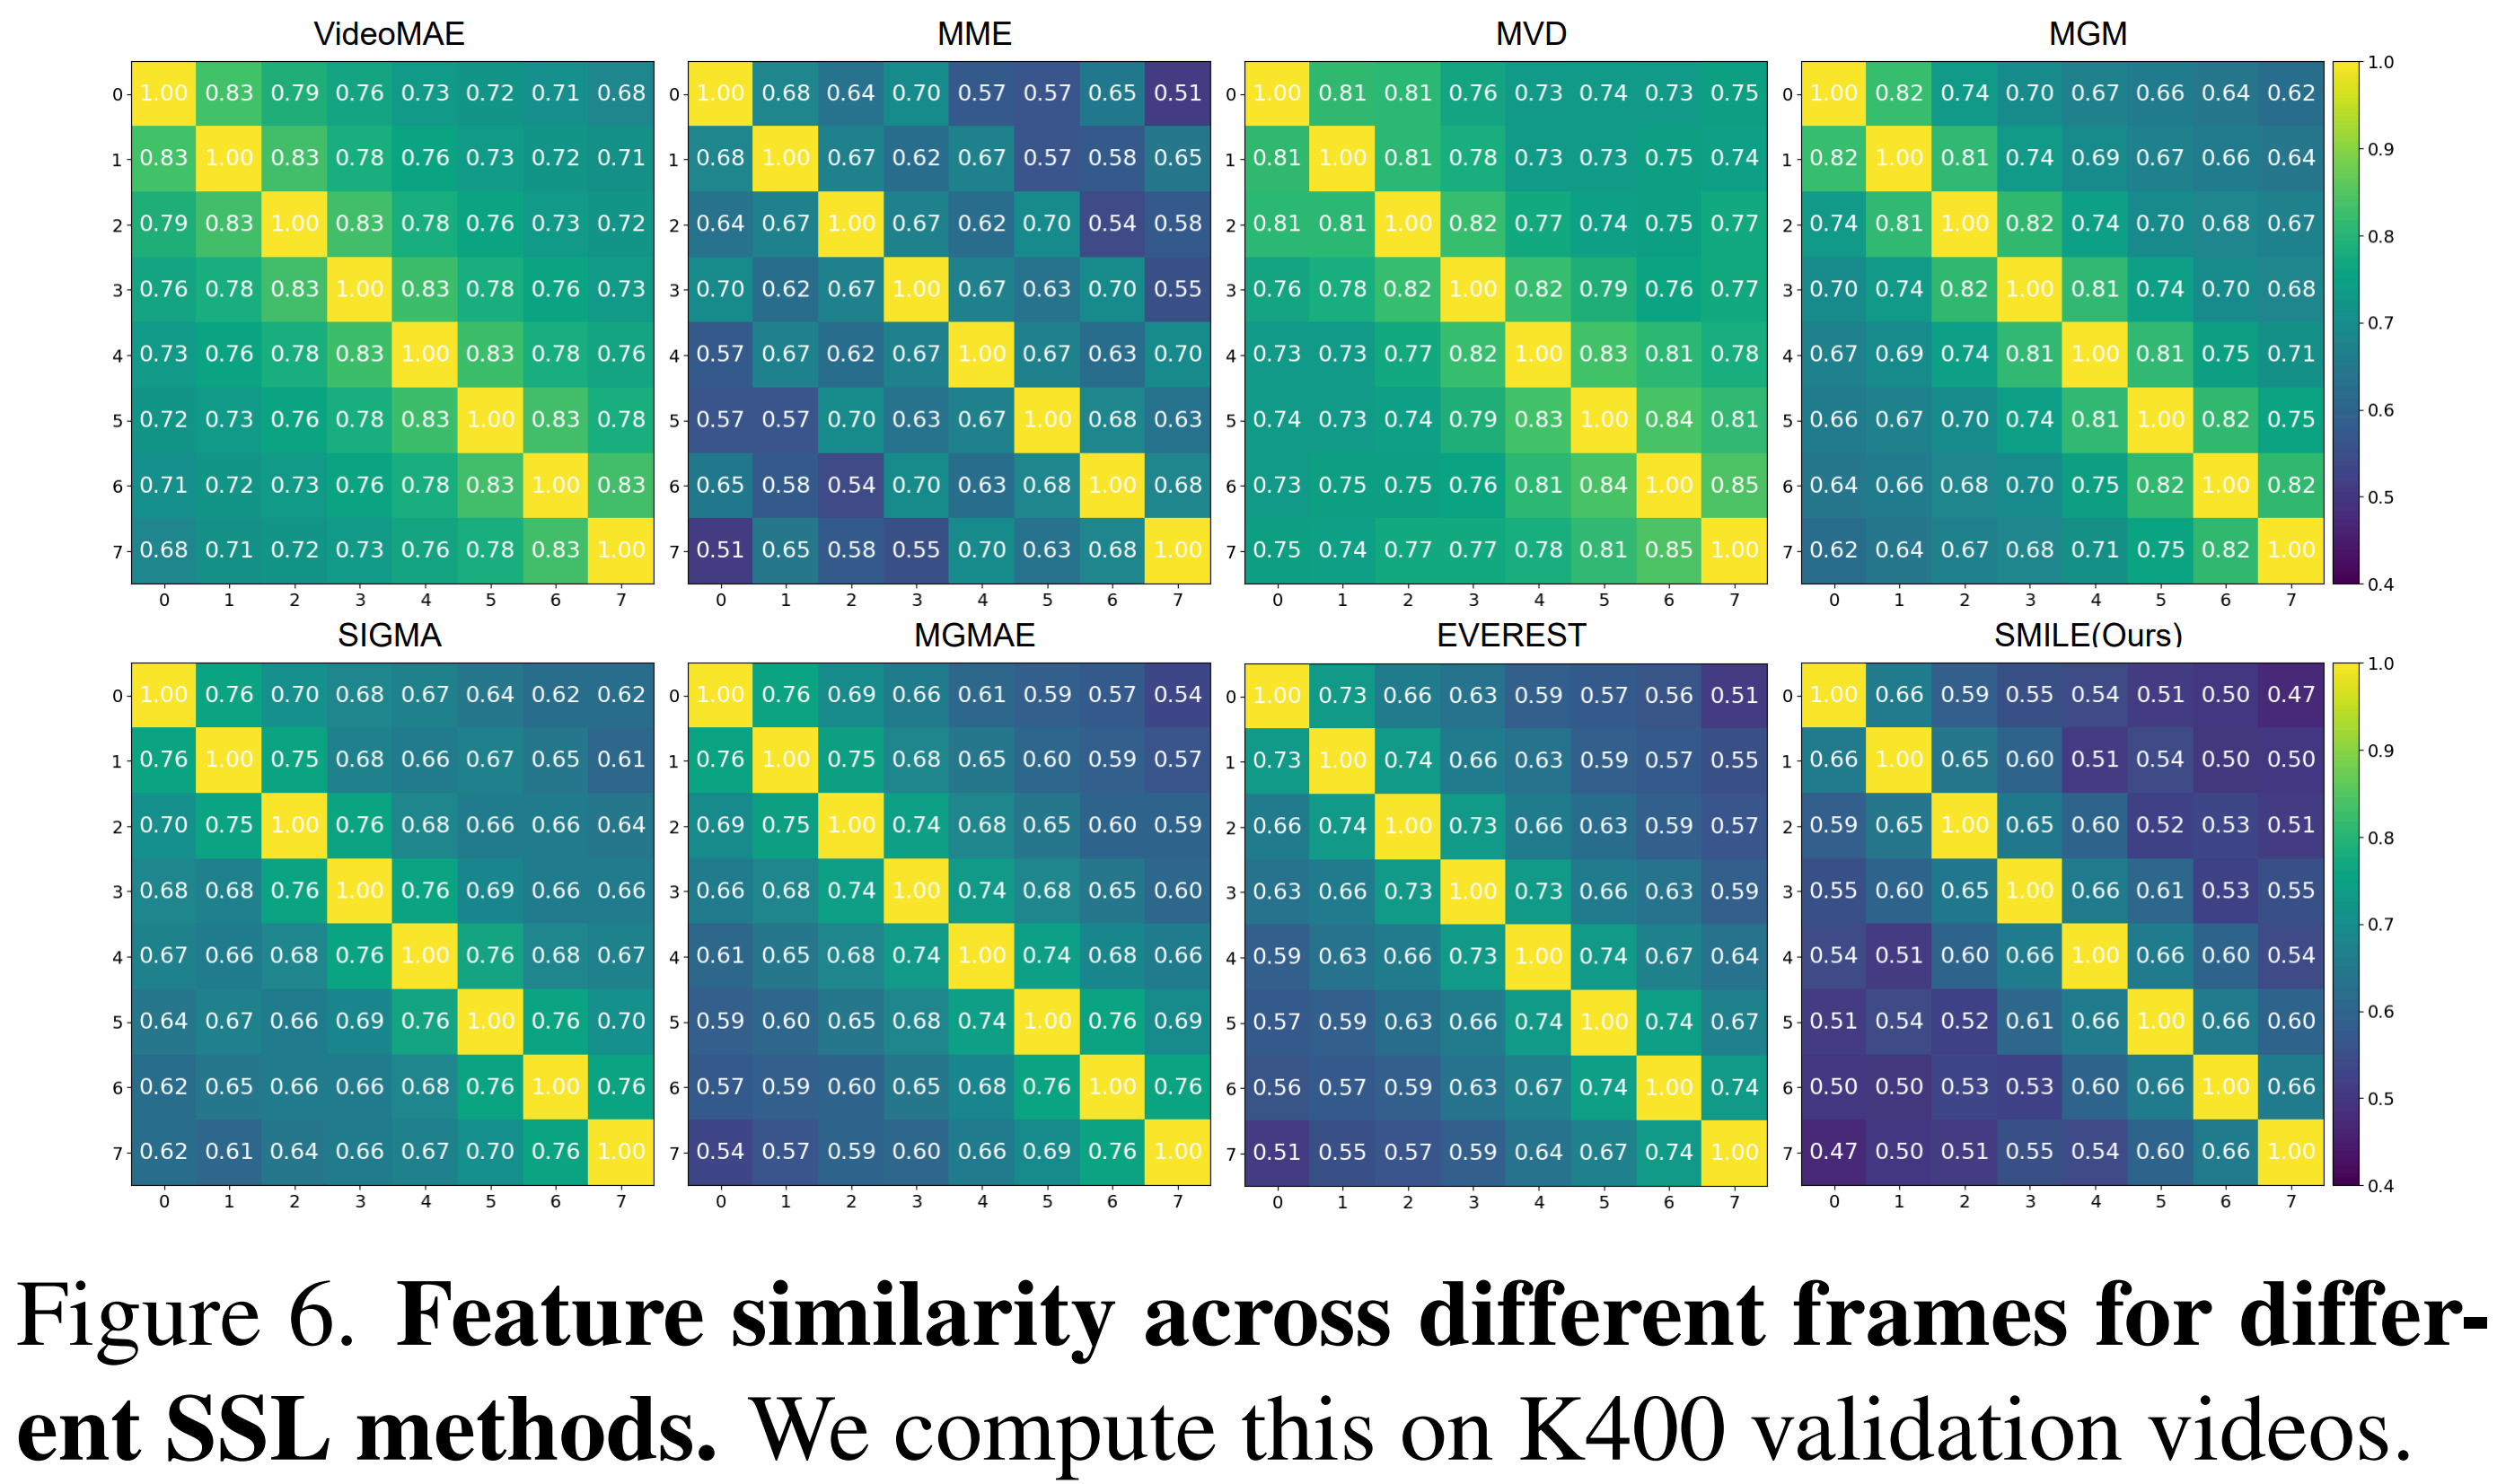 VideoMAE MME MVD MGM
0 1.00 0.83 0.79 0.76 0.73 0.72 0.71 0.68 0 1.00 0.68 0.64 0.70 0.57 0.57 0.65 0.51 0 1.00 0.81 0.81 0.76 0.73 0.74 0.73 0.75 0 1.00 0.82 0.74 0.70 0.67 0.66 0.64 0.62 1.0
1 0.83 1.00 0.83 0.78 0.76 0.73 0.72 0.71 1 0.68 1.00 0.67 0.62 0.67 0.57 0.58 0.65 1 0.81 1.00 0.81 0.78 0.73 0.73 0.75 0.74 1 0.82 1.00 0.81 0.74 0.69 0.67 0.66 0.64 0.9
2 0.79 0.83 1.00 0.83 0.78 0.76 0.73 0.72 2 0.64 0.67 1.00 0.67 0.62 0.70 0.54 0.58 2 0.81 0.81 1.00 0.82 0.77 0.74 0.75 0.77 2 0.74 0.81 1.00 0.82 0.74 0.70 0.68 0.67 0.8
3 0.76 0.78 0.83 1.00 0.83 0.78 0.76 0.73 3 0.70 0.62 0.67 1.00 0.67 0.63 0.70 0.55 3 0.76 0.78 0.82 1.00 0.82 0.79 0.76 0.77 3 0.70 0.74 0.82 1.00 0.81 0.74 0.70 0.68 0.7
4 0.73 0.76 0.78 0.83 1.00 0.83 0.78 0.76 4 0.57 0.67 0.62 0.67 1.00 0.67 0.63 0.70 4 0.73 0.73 0.77 0.82 1.00 0.83 0.81 0.78 4 0.67 0.69 0.74 0.81 1.00 0.81 0.75 0.71 0.6
5 0.72 0.73 0.76 0.78 0.83 1.00 0.83 0.78 5 0.57 0.57 0.70 0.63 0.67 1.00 0.68 0.63 5 0.74 0.73 0.74 0.79 0.83 1.00 0.84 0.81 5 0.66 0.67 0.70 0.74 0.81 1.00 0.82 0.75
6 0.71 0.72 0.73 0.76 0.78 0.83 1.00 0.83 6 0.65 0.58 0.54 0.70 0.63 0.68 1.00 0.68 6 0.73 0.75 0.75 0.76 0.81 0.84 1.00 0.85 6 0.64 0.66 0.68 0.70 0.75 0.82 1.00 0.82 0.5
7 0.68 0.71 0.72 0.73 0.76 0.78 0.83 1.00 7 0.51 0.65 0.58 0.55 0.70 0.63 0.68 1.00 7 0.75 0.74 0.77 0.77 0.78 0.81 0.85 1.00 7 0.62 0.64 0.67 0.68 0.71 0.75 0.82 1.00 0.4
0 1 2 3 4 5 6 7 0 1 2 3 4 5 6 7 0 1 2 3 4 5 6 7 0 1 2 3 4 5 6 7
SIGMA MGMAE EVEREST SMILE(Ours)
0 1.00 0.76 0.70 0.68 0.67 0.64 0.62 0.62 0 1.00 0.76 0.69 0.66 0.61 0.59 0.57 0.54 0 1.00 0.73 0.66 0.63 0.59 0.57 0.56 0.51 0 1.00 0.66 0.59 0.55 0.54 0.51 0.50 0.47 1.0
1 0.76 1.00 0.75 0.68 0.66 0.67 0.65 0.61 1 0.76 1.00 0.75 0.68 0.65 0.60 0.59 0.57 1 0.73 1.00 0.74 0.66 0.63 0.59 0.57 0.55 1 0.66 1.00 0.65 0.60 0.51 0.54 0.50 0.50 0.9
2 0.70 0.75 1.00 0.76 0.68 0.66 0.66 0.64 2 0.69 0.75 1.00 0.74 0.68 0.65 0.60 0.59 2 0.66 0.74 1.00 0.73 0.66 0.63 0.59 0.57 2 0.59 0.65 1.00 0.65 0.60 0.52 0.53 0.51 0.8
3 0.68 0.68 0.76 1.00 0.76 0.69 0.66 0.66 3 0.66 0.68 0.74 1.00 0.74 0.68 0.65 0.60 3 0.63 0.66 0.73 1.00 0.73 0.66 0.63 0.59 3 0.55 0.60 0.65 1.00 0.66 0.61 0.53 0.55 0.7
4 0.67 0.66 0.68 0.76 1.00 0.76 0.68 0.67 4 0.61 0.65 0.68 0.74 1.00 0.74 0.68 0.66 4 0.59 0.63 0.66 0.73 1.00 0.74 0.67 0.64 4 0.54 0.51 0.60 0.66 1.00 0.66 0.60 0.54 0.6
5 0.64 0.67 0.66 0.69 0.76 1.00 0.76 0.70 5 0.59 0.60 0.65 0.68 0.74 1.00 0.76 0.69 5 0.57 0.59 0.63 0.66 0.74 1.00 0.74 0.67 5 0.51 0.54 0.52 0.61 0.66 1.00 0.66 0.60
6 0.62 0.65 0.66 0.66 0.68 0.76 1.00 0.76 6 0.57 0.59 0.60 0.65 0.68 0.76 1.00 0.76 6 0.56 0.57 0.59 0.63 0.67 0.74 1.00 0.74 6 0.50 0.50 0.53 0.53 0.60 0.66 1.00 0.66 0.5
7 0.62 0.61 0.64 0.66 0.67 0.70 0.76 1.00 7 0.54 0.57 0.59 0.60 0.66 0.69 0.76 1.00 7 0.51 0.55 0.57 0.59 0.64 0.67 0.74 1.00 7 0.47 0.50 0.51 0.55 0.54 0.60 0.66 1.00 0.4
0 1 2 3 4 5 6 7 0 1 2 3 4 5 6 7 0 1 2 3 4 5 6 7 0 1 2 3 4 5 6 7
Figure 6. Feature similarity across different frames for differ-
ent SSL methods. We compute this on K400 validation videos.